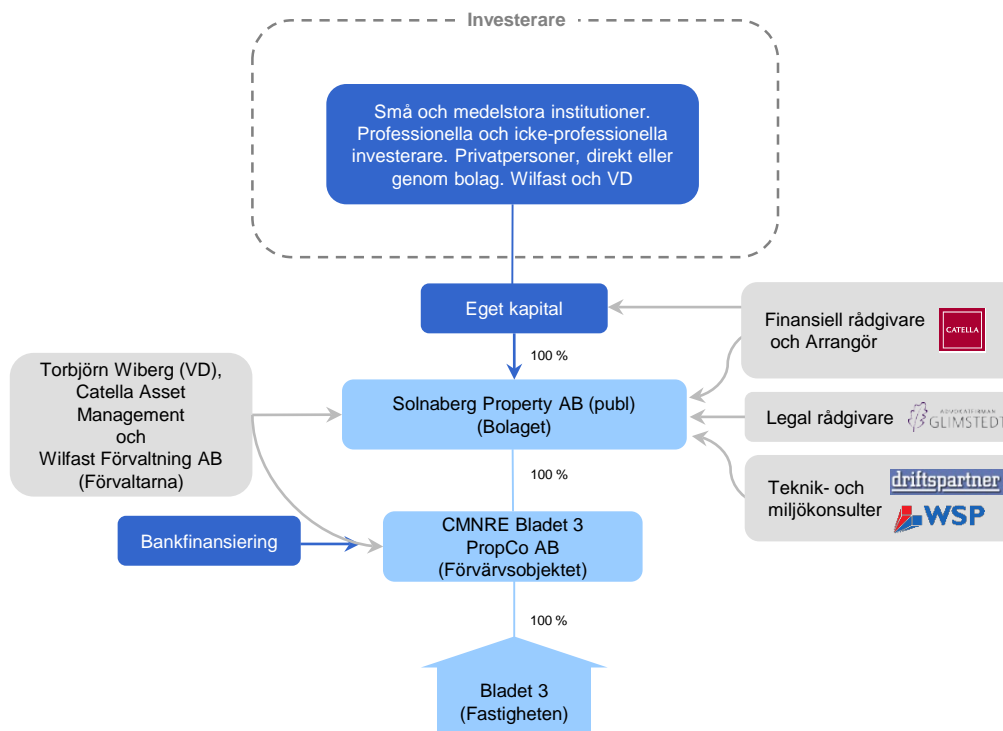 Investerare
Små och medelstora institutioner.
Professionella och icke-professionella
investerare. Privatpersoner, direkt eller
genom bolag. Wilfast och VD
Eget kapital
100 %
Finansiell rådgivare
och Arrangör
CATELLA
Torbjörn Wiberg (VD),
Catella Asset
Management
och
Wilfast Förvaltning AB
(Förvaltarna)
Solnaberg Property AB (publ)
(Bolaget)
Legal rådgivare
ADVOKATFIRMAN
GLIMSTEDT
100 %
Teknik- och
miljökonsulter
driftspartner
WSP
Bankfinansiering
CMNRE Bladet 3
PropCo AB
(Förvärvsobjektet)
100 %
Bladet 3
(Fastigheten)